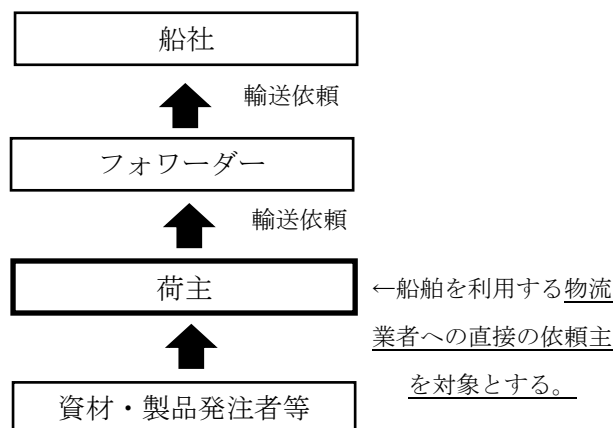 船社
輸送依頼
フォワーダー
輸送依頼
荷主
←船舶を利用する物流
業者への直接の依頼主
を対象とする。
資材・製品発注者等